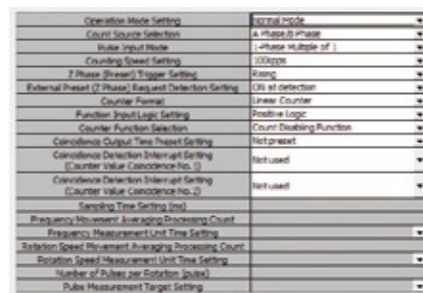 Operation Mode Setting Normal Mode
Count Source Selection A Phase/B Phase
Pulse Input Mode 1-Phase Multiple of 1
Counting Speed Setting 100kpps
Z Phase (Preset) Trigger Setting Rising
External Preset (Z Phase) Request Detection Setting ON at detection
Counter Format Linear Counter
Function Input Logic Setting Positive Logic
Counter Function Selection Count Disabling Function
Coincidence Output Time Preset Setting Not preset
Coincidence Detection Interrupt Setting
(Counter Value Coincidence No. 1) Not used
Coincidence Detection Interrupt Setting
(Counter Value Coincidence No. 2) Not used
Sampling Time Setting (ms)
Frequency Movement Averaging Processing Count
Frequency Measurement Unit Time Setting
Rotation Speed Movement Averaging Processing Count
Rotation Speed Measurement Unit Time Setting
Number of Pulses per Rotation (pulse)
Pulse Measurement Target Setting